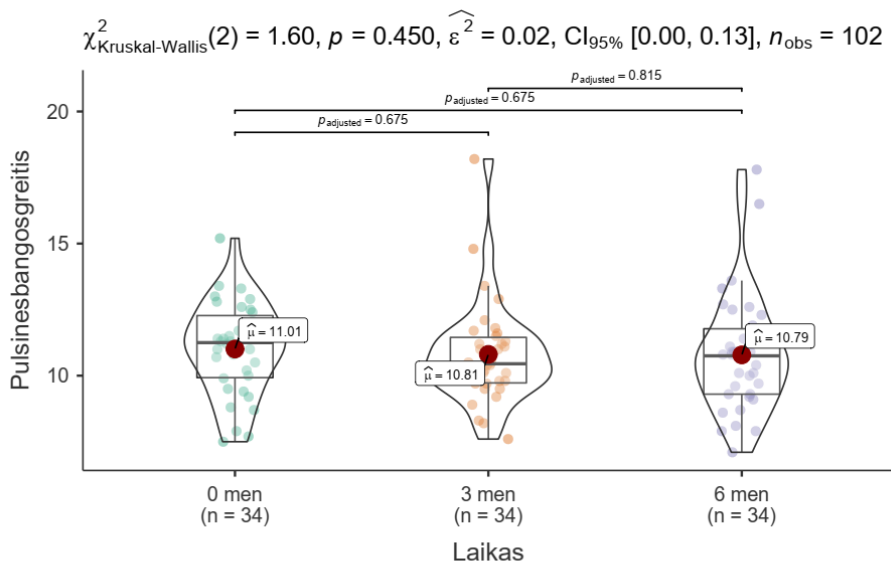 χ²Kruskal-Wallis(2) = 1.60, p = 0.450, ε² = 0.02, CI95% [0.00, 0.13], nobs = 102
padjusted = 0.815
padjusted = 0.675
padjusted = 0.675
20
15
10
Pulsinesbangosgreitis
μ̂ = 11.01
μ̂ = 10.81
μ̂ = 10.79
0 men
(n = 34)
3 men
(n = 34)
6 men
(n = 34)
Laikas